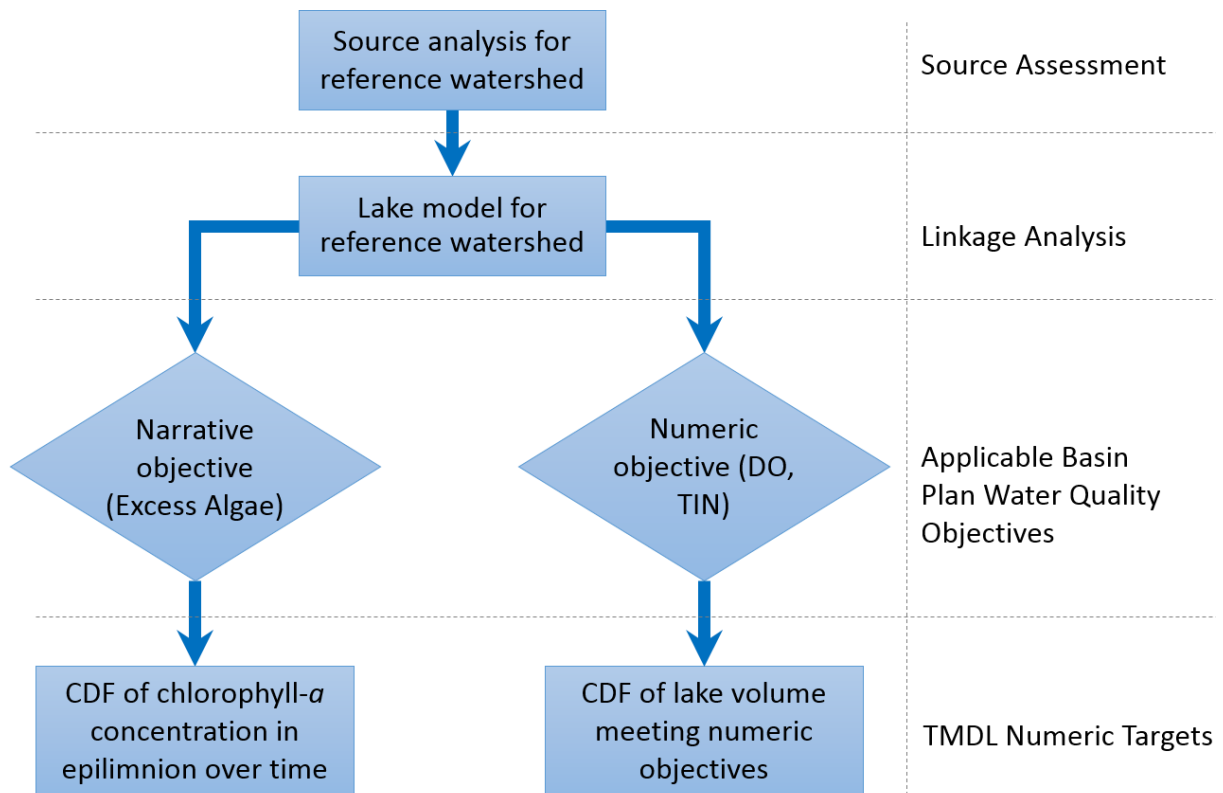 Source analysis for
reference watershed
Source Assessment
Lake model for
reference watershed
Linkage Analysis
Narrative
objective
(Excess Algae)
Numeric
objective (DO,
TIN)
Applicable Basin
Plan Water Quality
Objectives
CDF of chlorophyll-a
concentration in
epilimnion over time
CDF of lake volume
meeting numeric
objectives
TMDL Numeric Targets